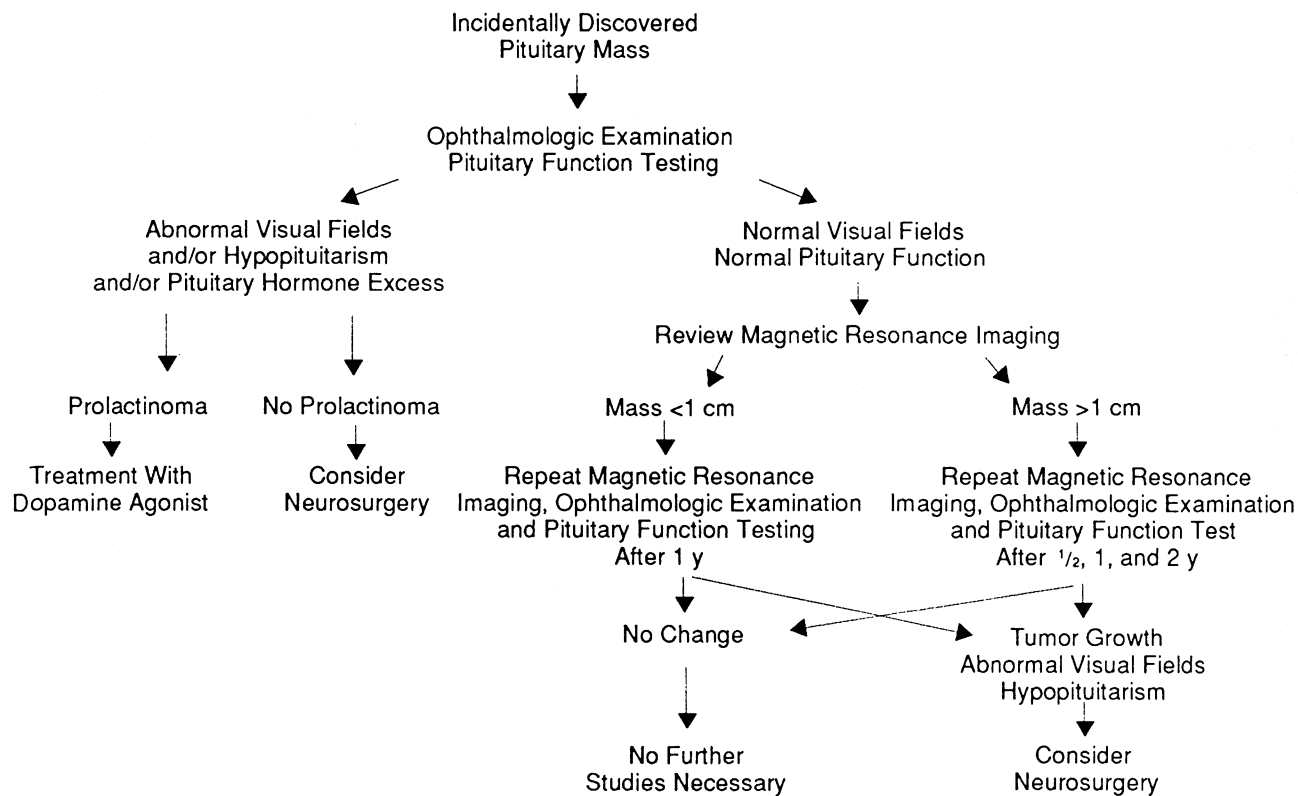 Incidentally Discovered
Pituitary Mass
Ophthalmologic Examination
Pituitary Function Testing
Abnormal Visual Fields
and/or Hypopituitarism
and/or Pituitary Hormone Excess
Normal Visual Fields
Normal Pituitary Function
Review Magnetic Resonance Imaging
Prolactinoma
No Prolactinoma
Mass <1 cm
Mass >1 cm
Treatment With
Dopamine Agonist
Consider
Neurosurgery
Repeat Magnetic Resonance
Imaging, Ophthalmologic Examination
and Pituitary Function Testing
After 1 y
Repeat Magnetic Resonance
Imaging, Ophthalmologic Examination
and Pituitary Function Test
After 1/2, 1, and 2 y
No Change
Tumor Growth
Abnormal Visual Fields
Hypopituitarism
No Further
Studies Necessary
Consider
Neurosurgery